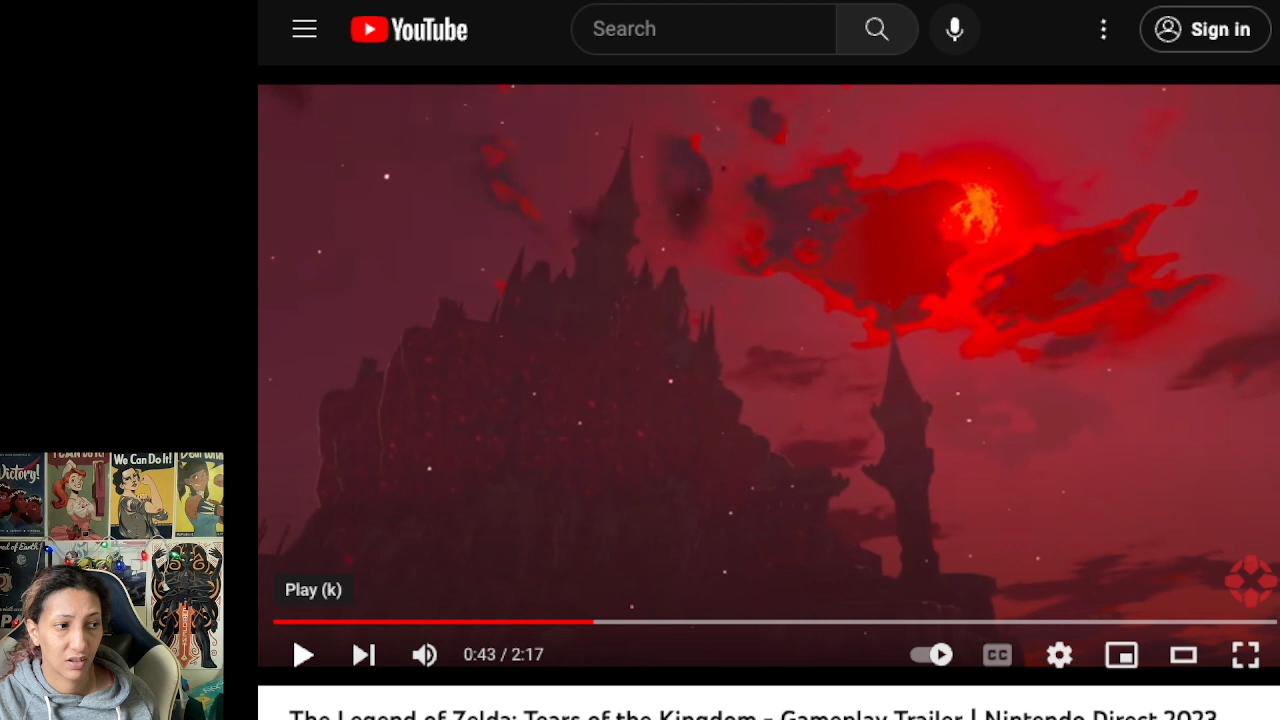 YouTube
Search
Sign in
Victory!
We Can Do It!
Play (k)
0:43 / 2:17
CC
The Legend of Zelda: Tears of the Kingdom - Gameplay Trailer | Nintendo Direct 2023